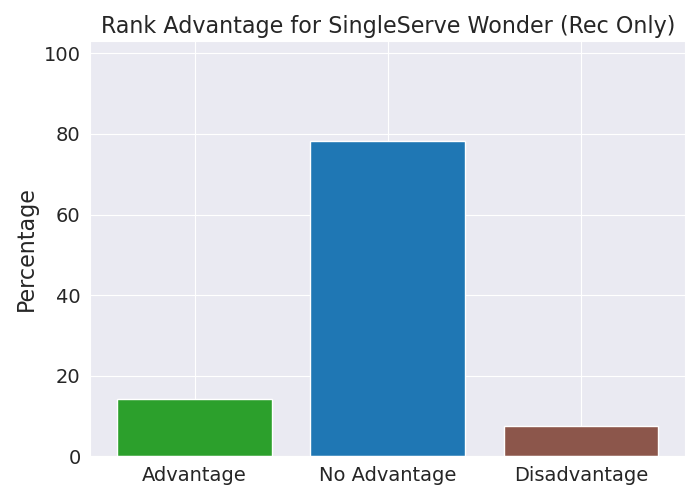 Rank Advantage for SingleServe Wonder (Rec Only)
100
80
60
40
20
0
Percentage
Advantage
No Advantage
Disadvantage